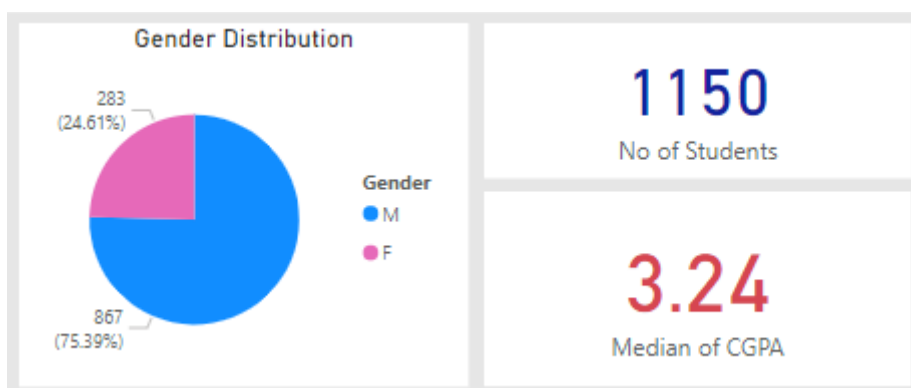 Gender Distribution
283
(24.61%)
867
(75.39%)
Gender
M
F
1150
No of Students
3.24
Median of CGPA